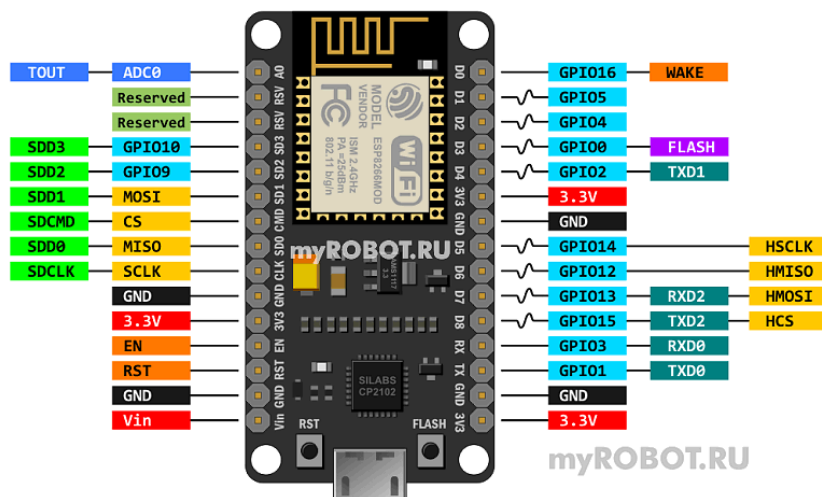 TOUT ADC0 A0 D0 GPIO16 WAKE
Reserved RSV D1 GPIO5
Reserved RSV D2 GPIO4
SDD3 GPIO10 SD3 D3 GPIO0 FLASH
SDD2 GPIO9 SD2 D4 GPIO2 TXD1
SDD1 MOSI SD1 3V3 3.3V
SDCMD CS CMD GND GND
SDD0 MISO SD0 D5 GPIO14 HSCLK
SDCLK SCLK CLK D6 GPIO12 HMISO
GND GND D7 GPIO13 RXD2 HMOSI
3.3V 3V3 D8 GPIO15 TXD2 HCS
EN EN RX GPIO3 RXD0
RST RST TX GPIO1 TXD0
GND GND GND GND
Vin Vin 3V3 3.3V
MODEL
VENDOR
ESP8266MOD
FC
ISM 2.4GHz
PA =25dBm
802.11 b/g/n
Wi Fi
myROBOT.RU
AMS1117
3.3
SILABS
CP2102
RST
FLASH
myROBOT.RU